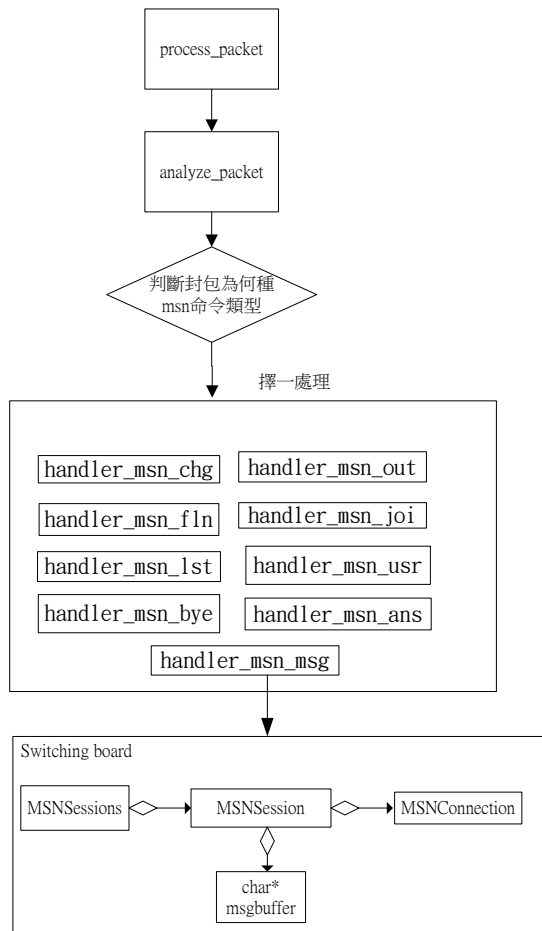 process_packet
analyze_packet
判斷封包為何種
msn命令類型
擇一處理
handler_msn_chg
handler_msn_out
handler_msn_fln
handler_msn_joi
handler_msn_lst
handler_msn_usr
handler_msn_bye
handler_msn_ans
handler_msn_msg
Switching board
MSNSessions
MSNSession
MSNConnection
char*
msgbuffer